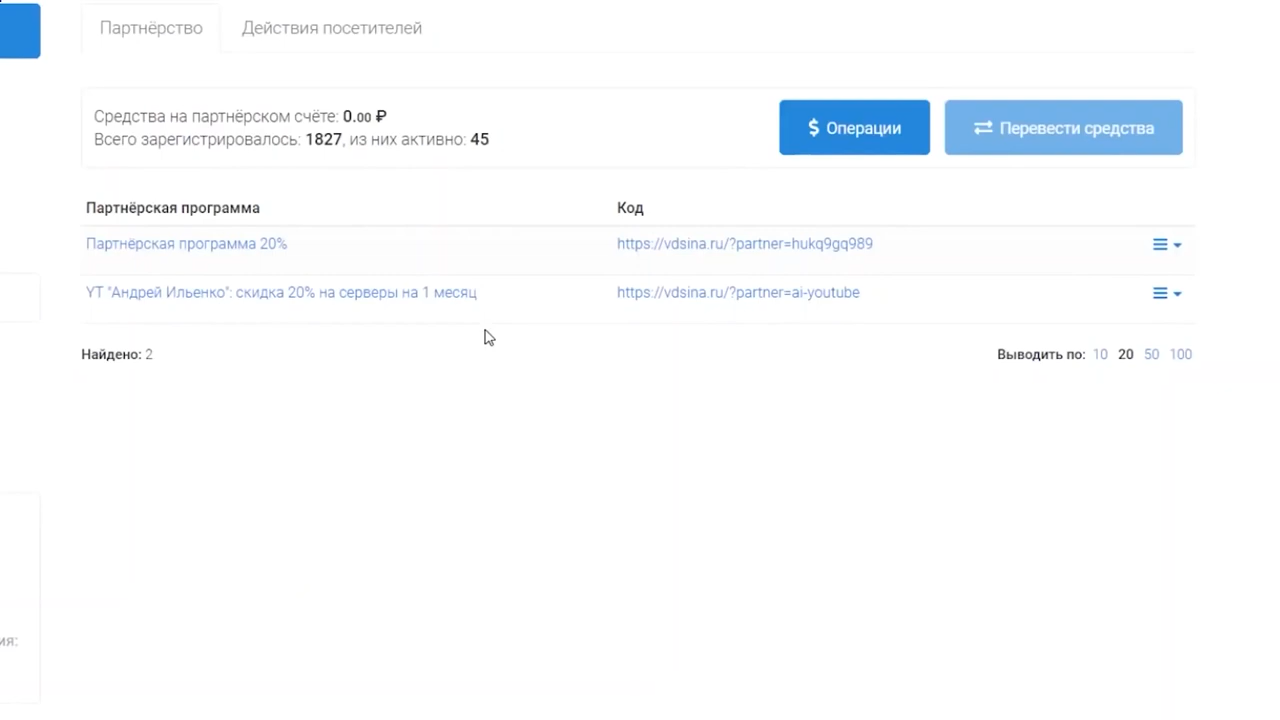 Партнёрство Действия посетителей
Средства на партнёрском счёте: 0.00 ₽
Всего зарегистрировалось: 1827, из них активно: 45
$ Операции
Перевести средства
Партнёрская программа Код
Партнёрская программа 20% https://vdsina.ru/?partner=hukq9gq989
YT "Андрей Ильенко": скидка 20% на серверы на 1 месяц https://vdsina.ru/?partner=ai-youtube
Найдено: 2 Выводить по: 10 20 50 100
ия: